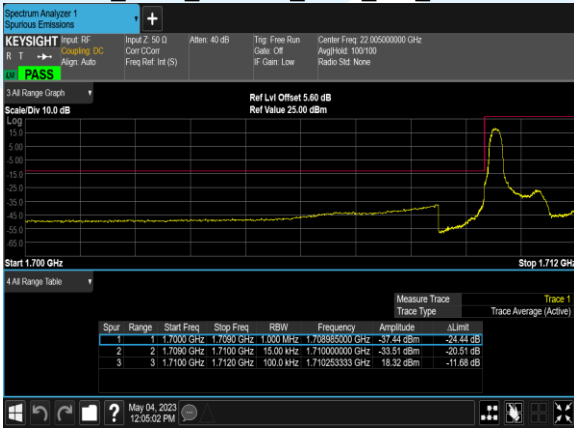 Spectrum Analyzer 1
Spurious Emissions
+
KEYSIGHT Input: RF Input Z: 50 Ω Atten: 40 dB Trig: Free Run Center Freq: 22.005000000 GHz
R T Coupling: DC Corr CCorr Gate: Off Avg|Hold: 100/100
Align: Auto Freq Ref: Int (S) IF Gain: Low Radio Std: None
PASS
3 All Range Graph
Ref Lvl Offset 5.60 dB
Scale/Div 10.0 dB Ref Value 25.00 dBm
Log
15.0
5.00
-5.00
-15.0
-25.0
-35.0
-45.0
-55.0
-65.0
Start 1.700 GHz Stop 1.712 GHz
4 All Range Table
Measure Trace Trace 1
Trace Type Trace Average (Active)
Spur Range Start Freq Stop Freq RBW Frequency Amplitude ΔLimit
1 1 1.7000 GHz 1.7090 GHz 1.000 MHz 1.708985000 GHz -37.44 dBm -24.44 dB
2 2 1.7090 GHz 1.7100 GHz 15.00 kHz 1.710000000 GHz -33.51 dBm -20.51 dB
3 3 1.7100 GHz 1.7120 GHz 100.0 kHz 1.710253333 GHz 18.32 dBm -11.68 dB
? May 04, 2023
12:05:02 PM